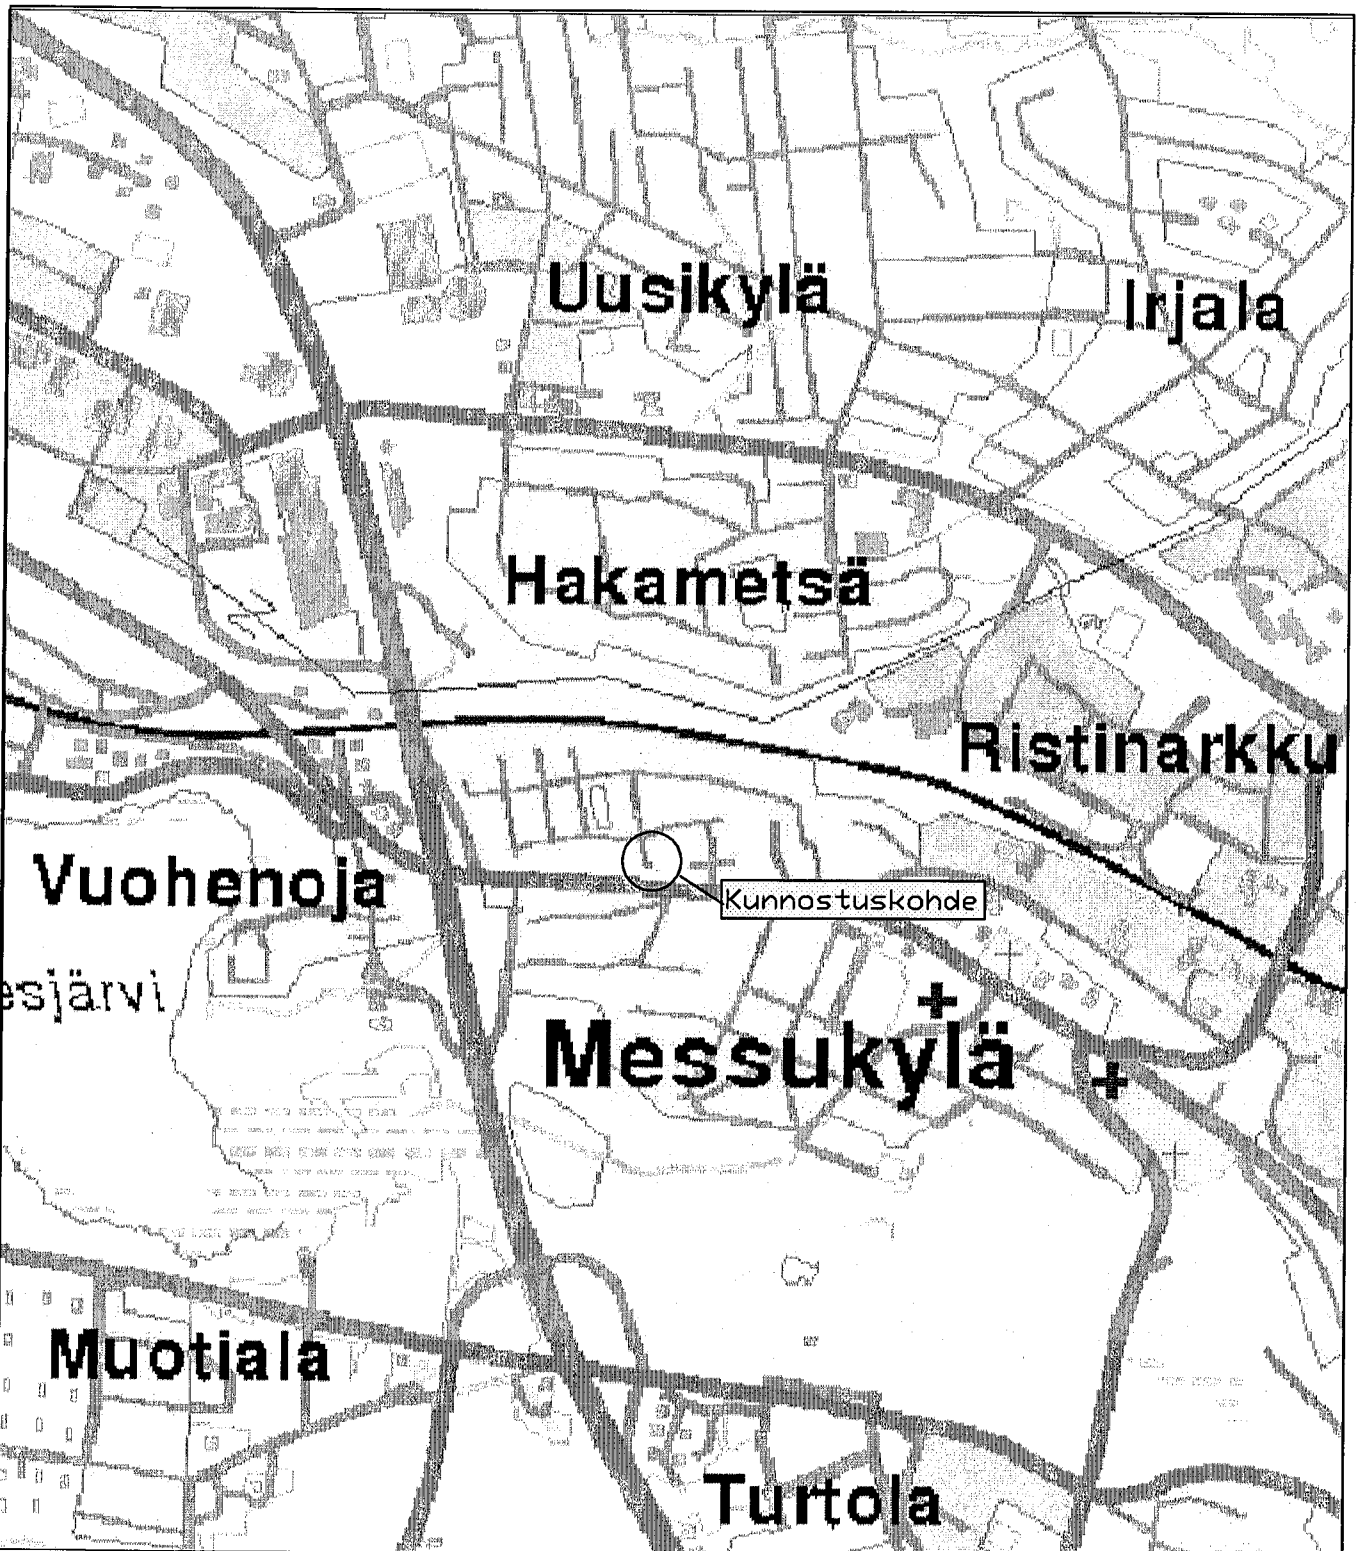 Uusikylä
Irjala
Hakametsä
Ristinarkku
Vuohenoja
Kunnostuskohde
esjärvi
Messukylä
Muotiala
Turtola